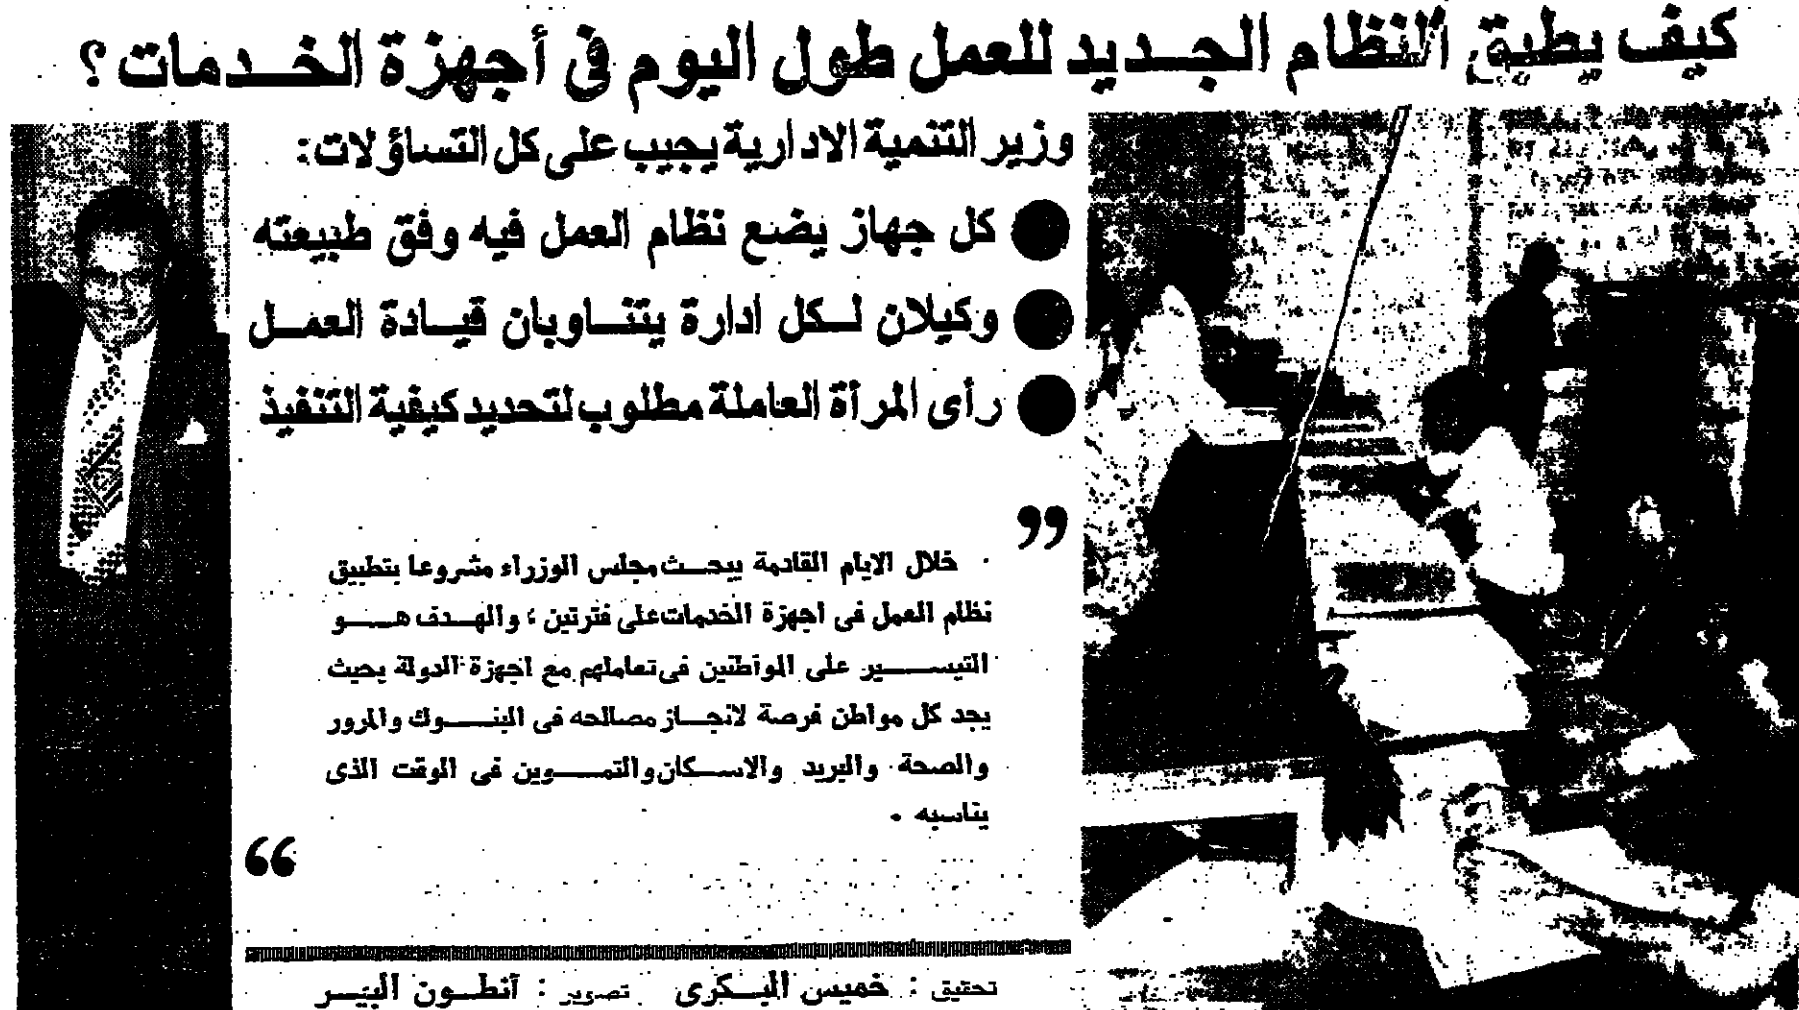 كيف يطبق النظام الجديد للعمل طول اليوم فى أجهزة الخدمات ؟
وزير التنمية الادارية يجيب على كل التساؤلات :
● كل جهاز يضع نظام العمل فيه وفق طبيعته
● وكيلان لكل ادارة يتناوبان قيادة العمل
● رأى المرأة العاملة مطلوب لتحديد كيفية التنفيذ
”
خلال الايام القادمة يبحث مجلس الوزراء مشروعا بتطبيق
نظام العمل فى اجهزة الخدمات على فترتين ؛ والهدف هو
التيسير على المواطنين فى تعاملهم مع اجهزة الدولة بحيث
يجد كل مواطن فرصة لانجاز مصالحه فى البنوك والمرور
والصحة والبريد والاسكان والتموين فى الوقت الذى
يناسبه .
“
تحقيق : خميس البكرى تصوير : آنطون البير